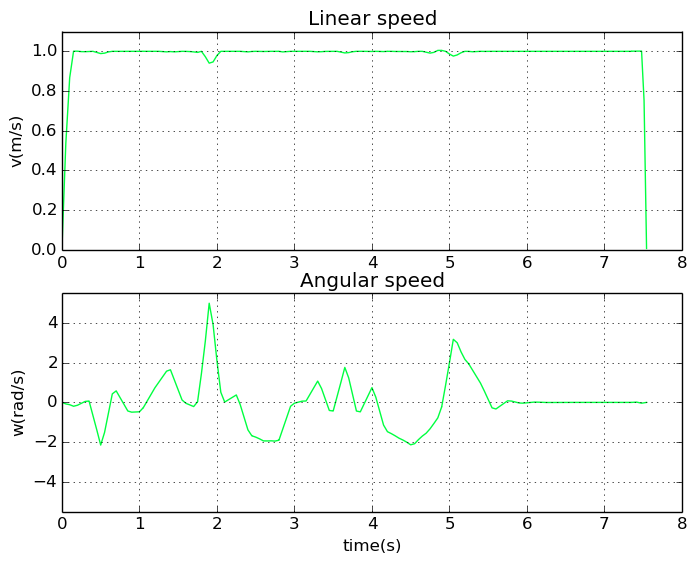 Linear speed
1.0
0.8
0.6
0.4
0.2
0.0
v(m/s)
0 1 2 3 4 5 6 7 8
Angular speed
4
2
0
−2
−4
w(rad/s)
0 1 2 3 4 5 6 7 8
time(s)